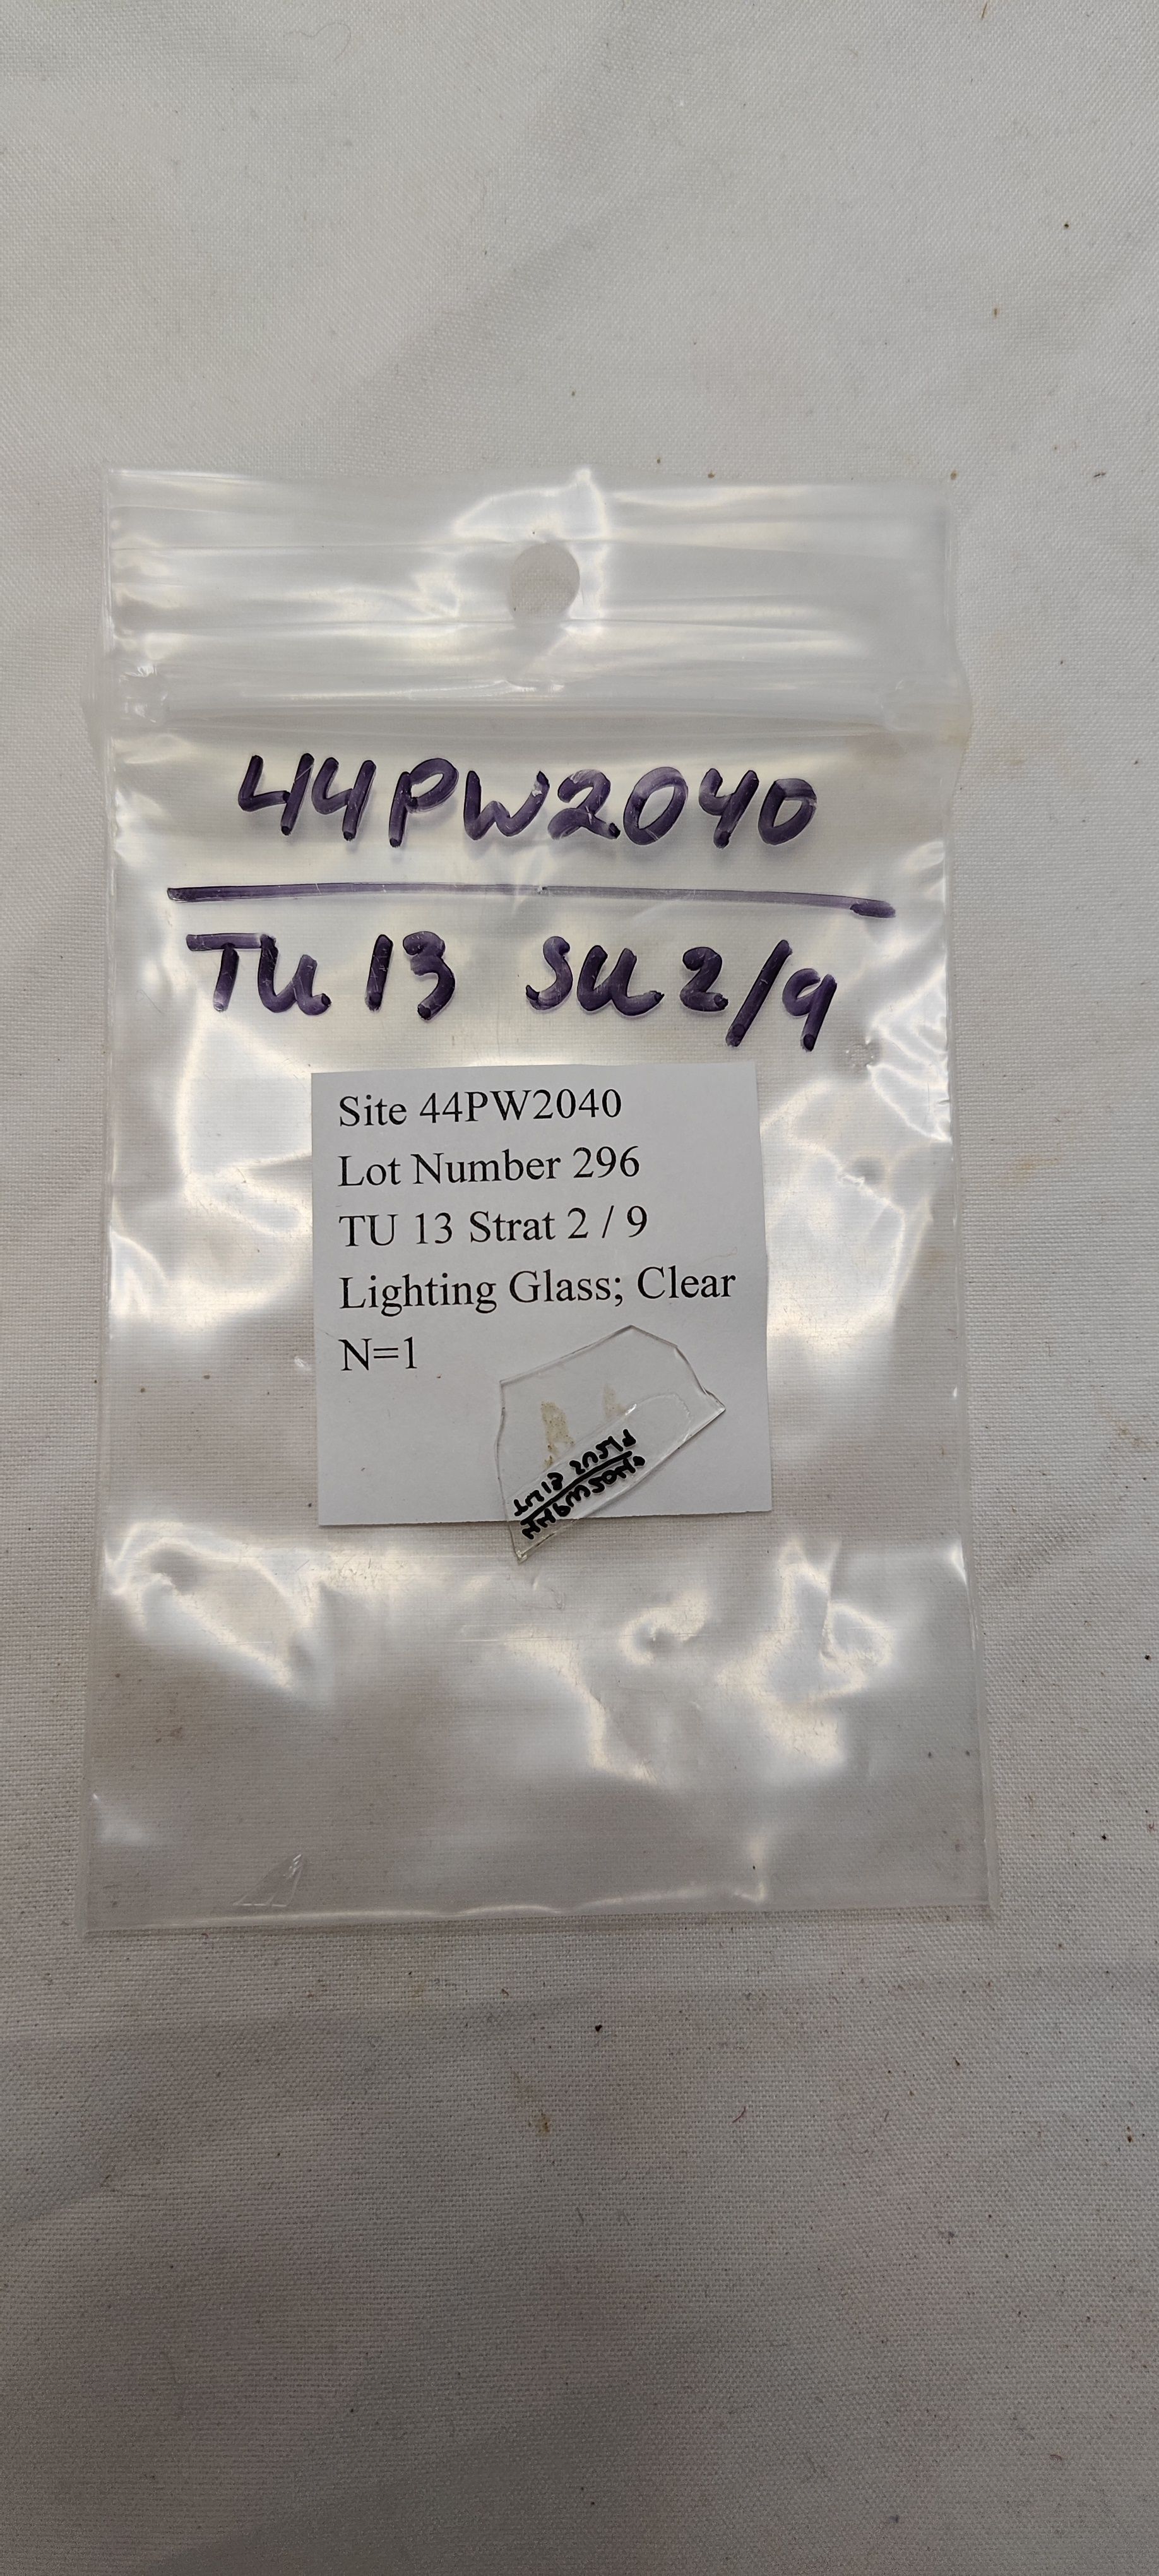 44PW2040
TU 13 SU 2/9
Site 44PW2040
Lot Number 296
TU 13 Strat 2 / 9
Lighting Glass; Clear
N=1